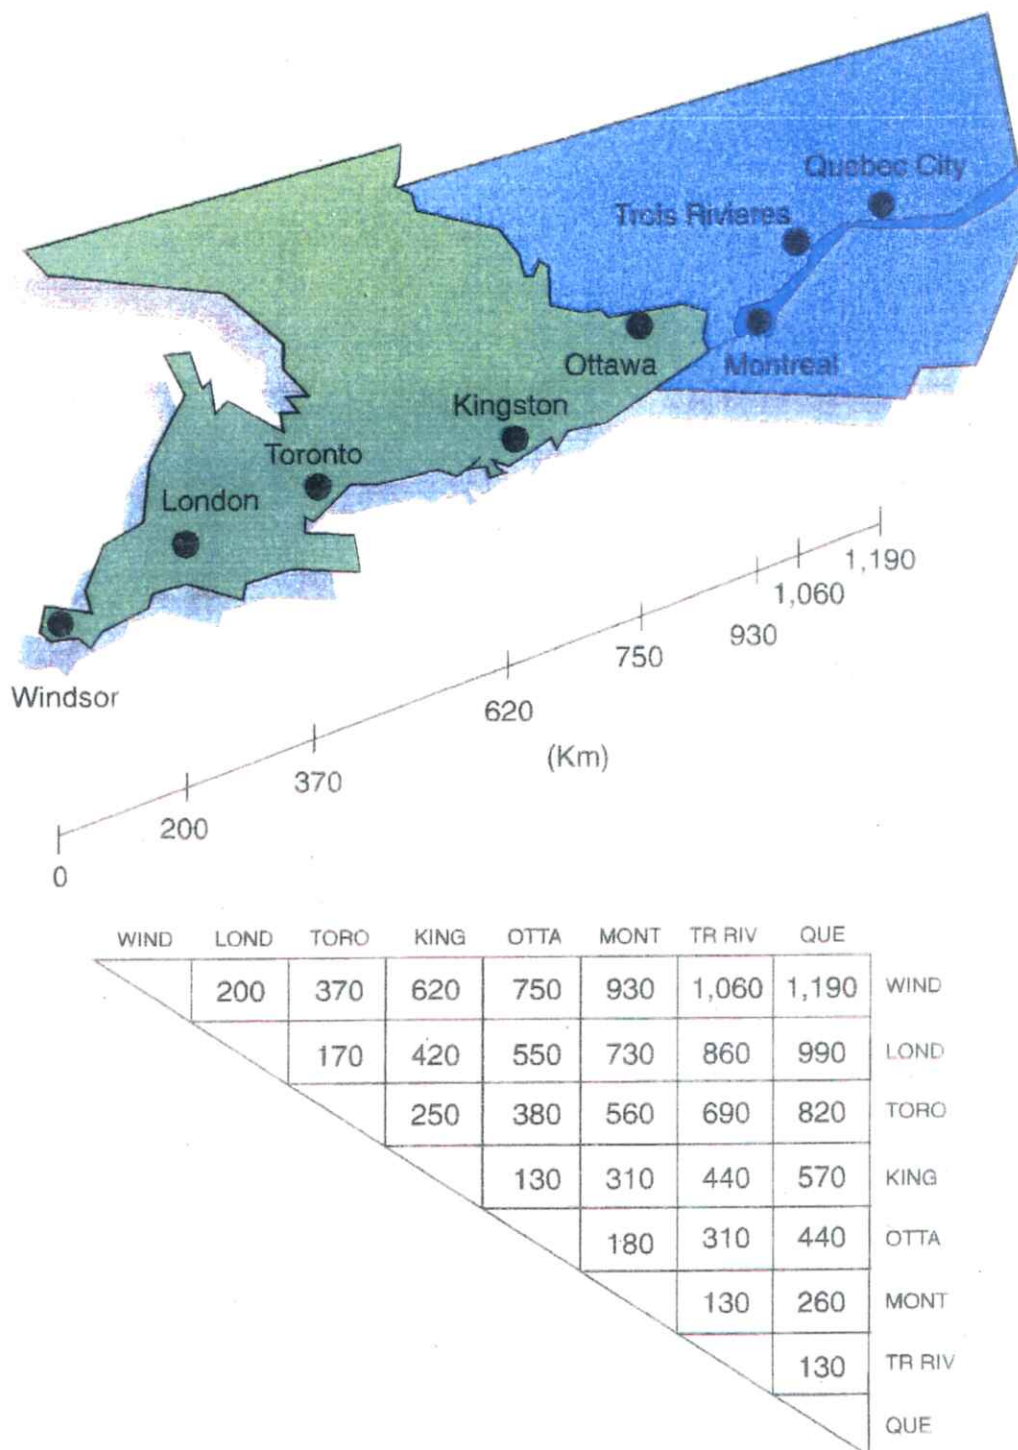 Quebec City
Trois Riviares
Ottawa
Montreal
Kingston
Toronto
London
Windsor
1,190
1,060
930
750
620
(Km)
370
200
0
WIND LOND TORO KING OTTA MONT TR RIV QUE
200 370 620 750 930 1,060 1,190 WIND
170 420 550 730 860 990 LOND
250 380 560 690 820 TORO
130 310 440 570 KING
180 310 440 OTTA
130 260 MONT
130 TR RIV
QUE